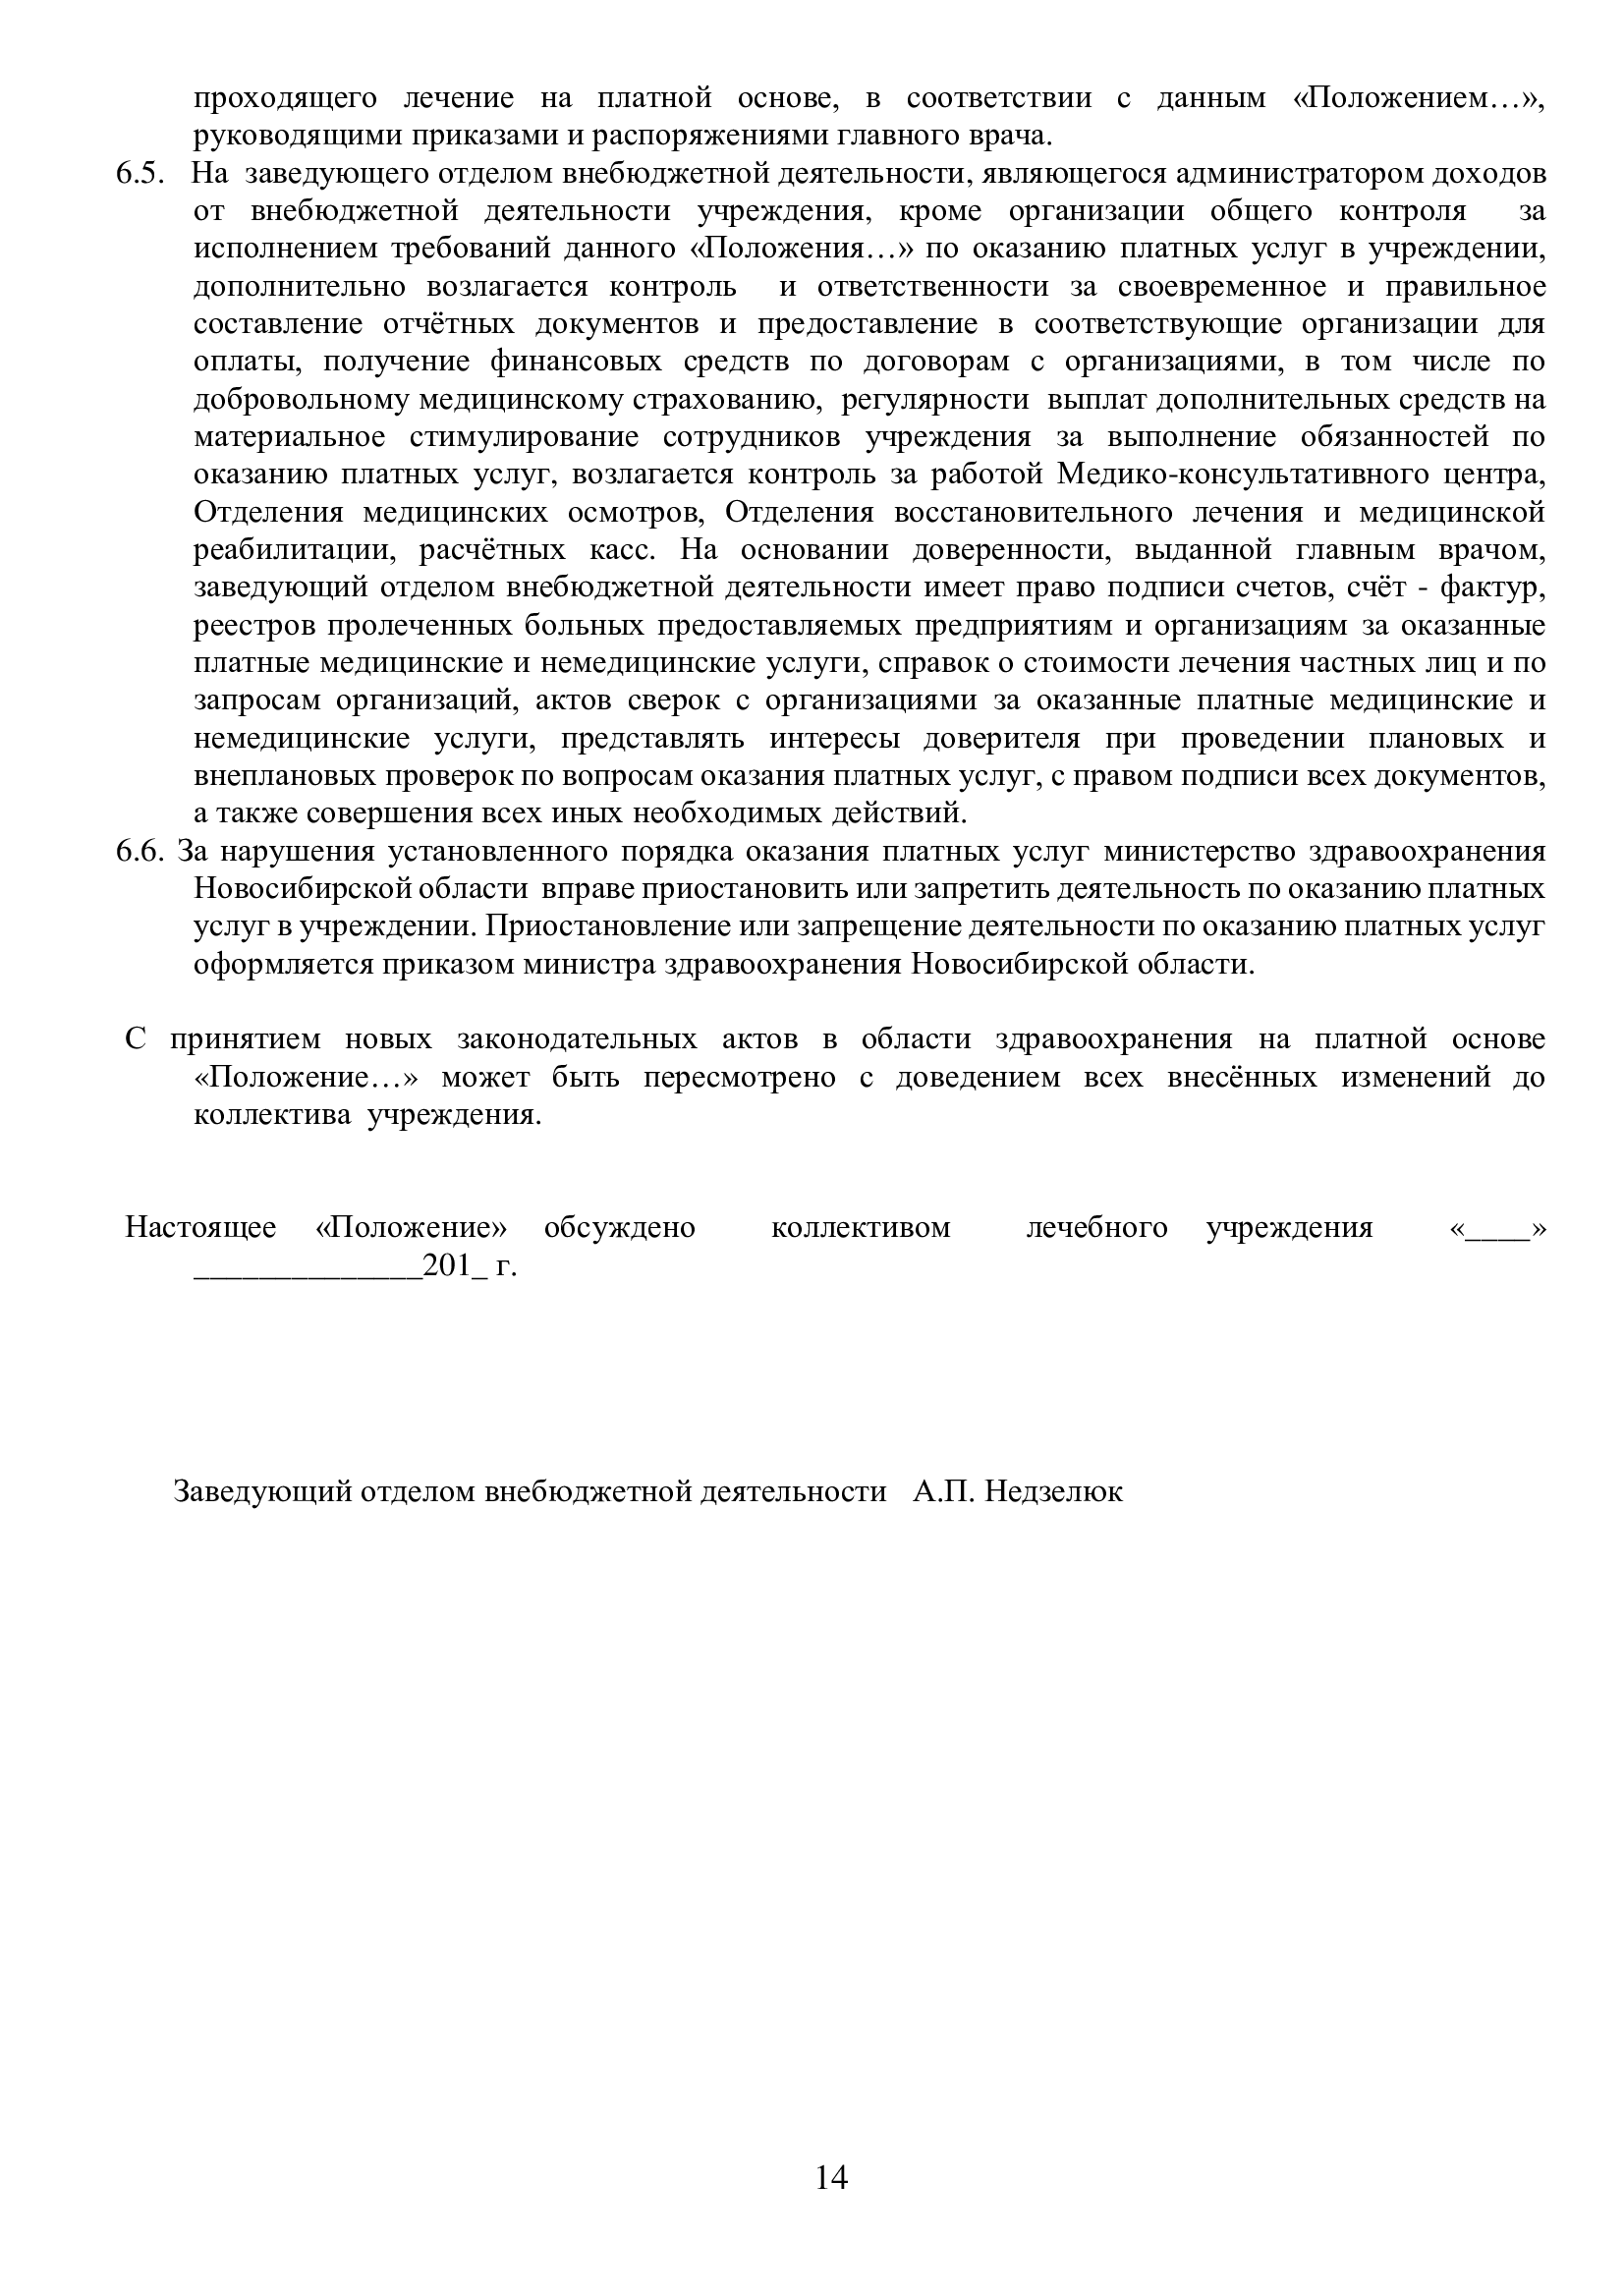 проходящего лечение на платной основе, в соответствии с данным «Положением…»,
руководящими приказами и распоряжениями главного врача.
6.5. На заведующего отделом внебюджетной деятельности, являющегося администратором доходов
от внебюджетной деятельности учреждения, кроме организации общего контроля за
исполнением требований данного «Положения…» по оказанию платных услуг в учреждении,
дополнительно возлагается контроль и ответственности за своевременное и правильное
составление отчётных документов и предоставление в соответствующие организации для
оплаты, получение финансовых средств по договорам с организациями, в том числе по
добровольному медицинскому страхованию, регулярности выплат дополнительных средств на
материальное стимулирование сотрудников учреждения за выполнение обязанностей по
оказанию платных услуг, возлагается контроль за работой Медико-консультативного центра,
Отделения медицинских осмотров, Отделения восстановительного лечения и медицинской
реабилитации, расчётных касс. На основании доверенности, выданной главным врачом,
заведующий отделом внебюджетной деятельности имеет право подписи счетов, счёт - фактур,
реестров пролеченных больных предоставляемых предприятиям и организациям за оказанные
платные медицинские и немедицинские услуги, справок о стоимости лечения частных лиц и по
запросам организаций, актов сверок с организациями за оказанные платные медицинские и
немедицинские услуги, представлять интересы доверителя при проведении плановых и
внеплановых проверок по вопросам оказания платных услуг, с правом подписи всех документов,
а также совершения всех иных необходимых действий.
6.6. За нарушения установленного порядка оказания платных услуг министерство здравоохранения
Новосибирской области вправе приостановить или запретить деятельность по оказанию платных
услуг в учреждении. Приостановление или запрещение деятельности по оказанию платных услуг
оформляется приказом министра здравоохранения Новосибирской области.
С принятием новых законодательных актов в области здравоохранения на платной основе
«Положение…» может быть пересмотрено с доведением всех внесённых изменений до
коллектива учреждения.
Настоящее «Положение» обсуждено коллективом лечебного учреждения «____»
______________201_ г.
Заведующий отделом внебюджетной деятельности А.П. Недзелюк
14